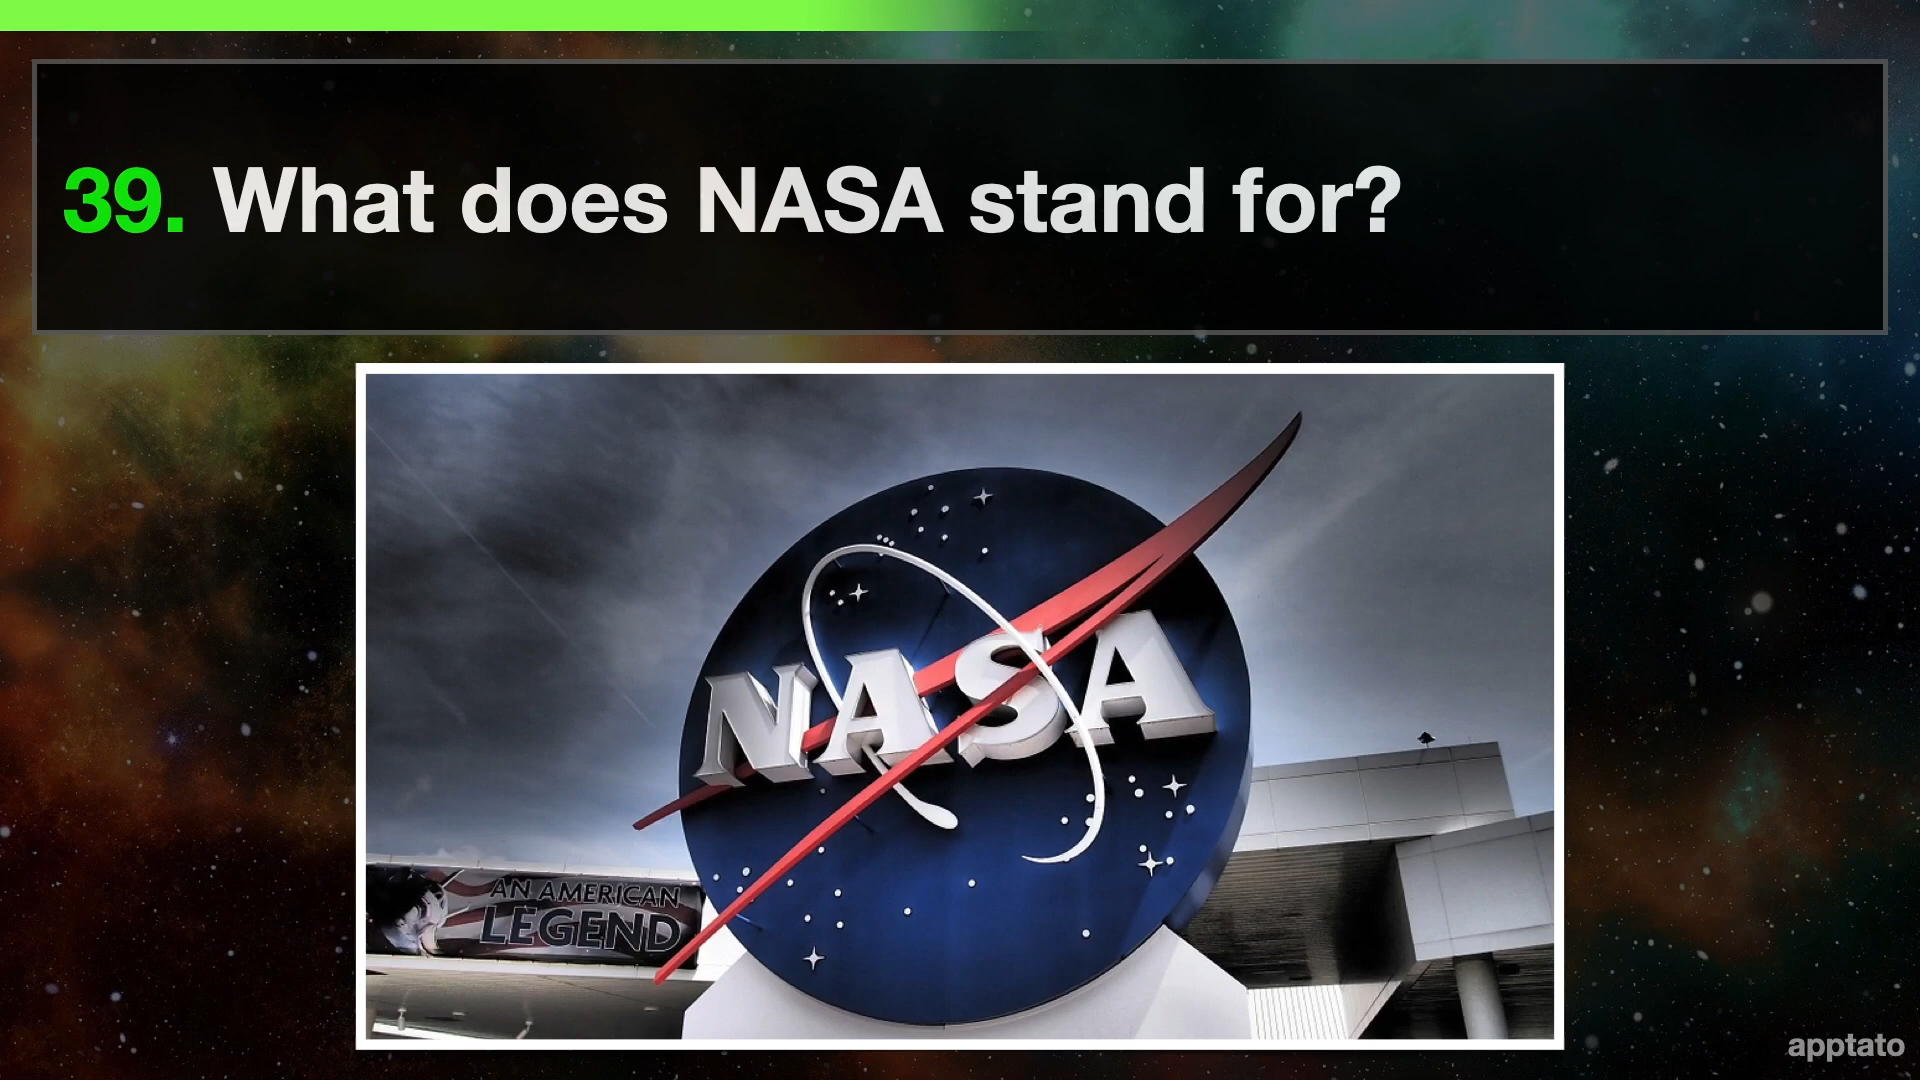 39. What does NASA stand for?
NASA
AN AMERICAN
LEGEND
apptato